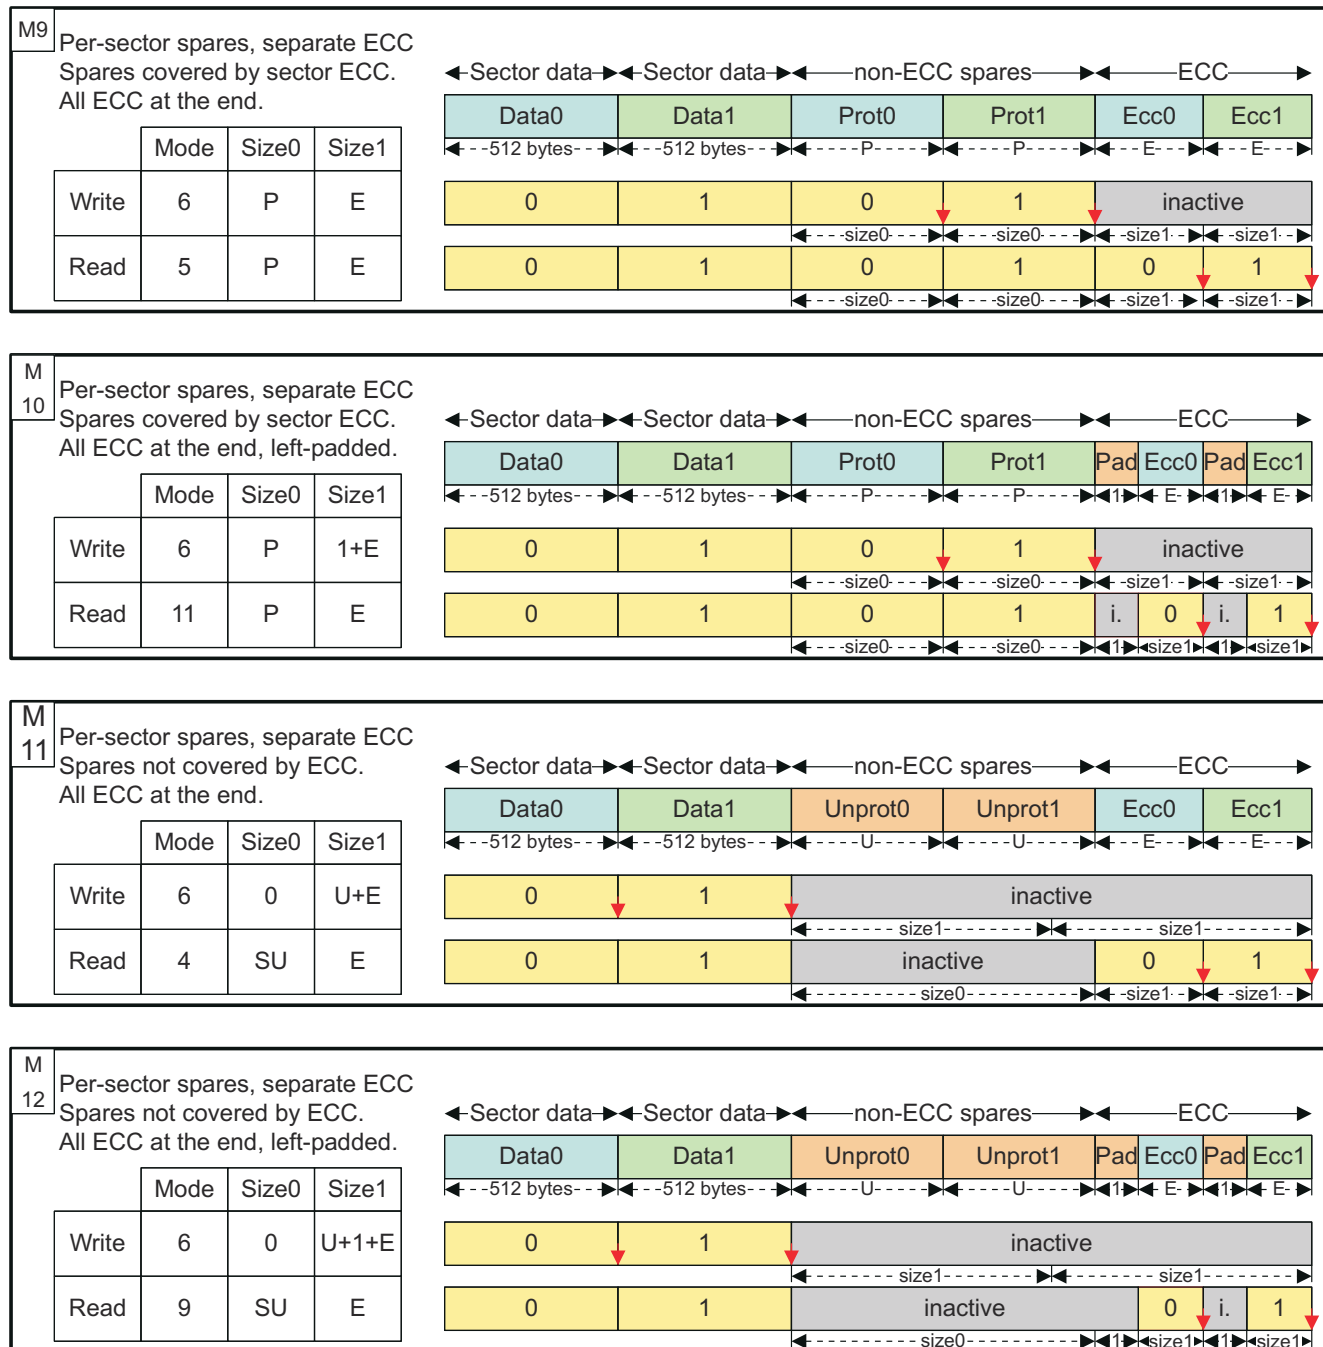 M9
Per-sector spares, separate ECC
Spares covered by sector ECC.
All ECC at the end.
Mode Size0 Size1
Write 6 P E
Read 5 P E
Sector data Sector data non-ECC spares ECC
Data0 Data1 Prot0 Prot1 Ecc0 Ecc1
512 bytes 512 bytes P P E E
0 1 0 1 inactive
size0 size0 size1 size1
0 1 0 1 0 1
size0 size0 size1 size1
M
10
Per-sector spares, separate ECC
Spares covered by sector ECC.
All ECC at the end, left-padded.
Mode Size0 Size1
Write 6 P 1+E
Read 11 P E
Sector data Sector data non-ECC spares ECC
Data0 Data1 Prot0 Prot1 Pad Ecc0 Pad Ecc1
512 bytes 512 bytes P P 1 E 1 E
0 1 0 1 inactive
size0 size0 size1 size1
0 1 0 1 i. 0 i. 1
size0 size0 1 size1 1 size1
M
11
Per-sector spares, separate ECC
Spares not covered by ECC.
All ECC at the end.
Mode Size0 Size1
Write 6 0 U+E
Read 4 SU E
Sector data Sector data non-ECC spares ECC
Data0 Data1 Unprot0 Unprot1 Ecc0 Ecc1
512 bytes 512 bytes U U E E
0 1 inactive
size1 size1
0 1 inactive 0 1
size0 size1 size1
M
12
Per-sector spares, separate ECC
Spares not covered by ECC.
All ECC at the end, left-padded.
Mode Size0 Size1
Write 6 0 U+1+E
Read 9 SU E
Sector data Sector data non-ECC spares ECC
Data0 Data1 Unprot0 Unprot1 Pad Ecc0 Pad Ecc1
512 bytes 512 bytes U U 1 E 1 E
0 1 inactive
size1 size1
0 1 inactive 0 i. 1
size0 1 size1 1 size1